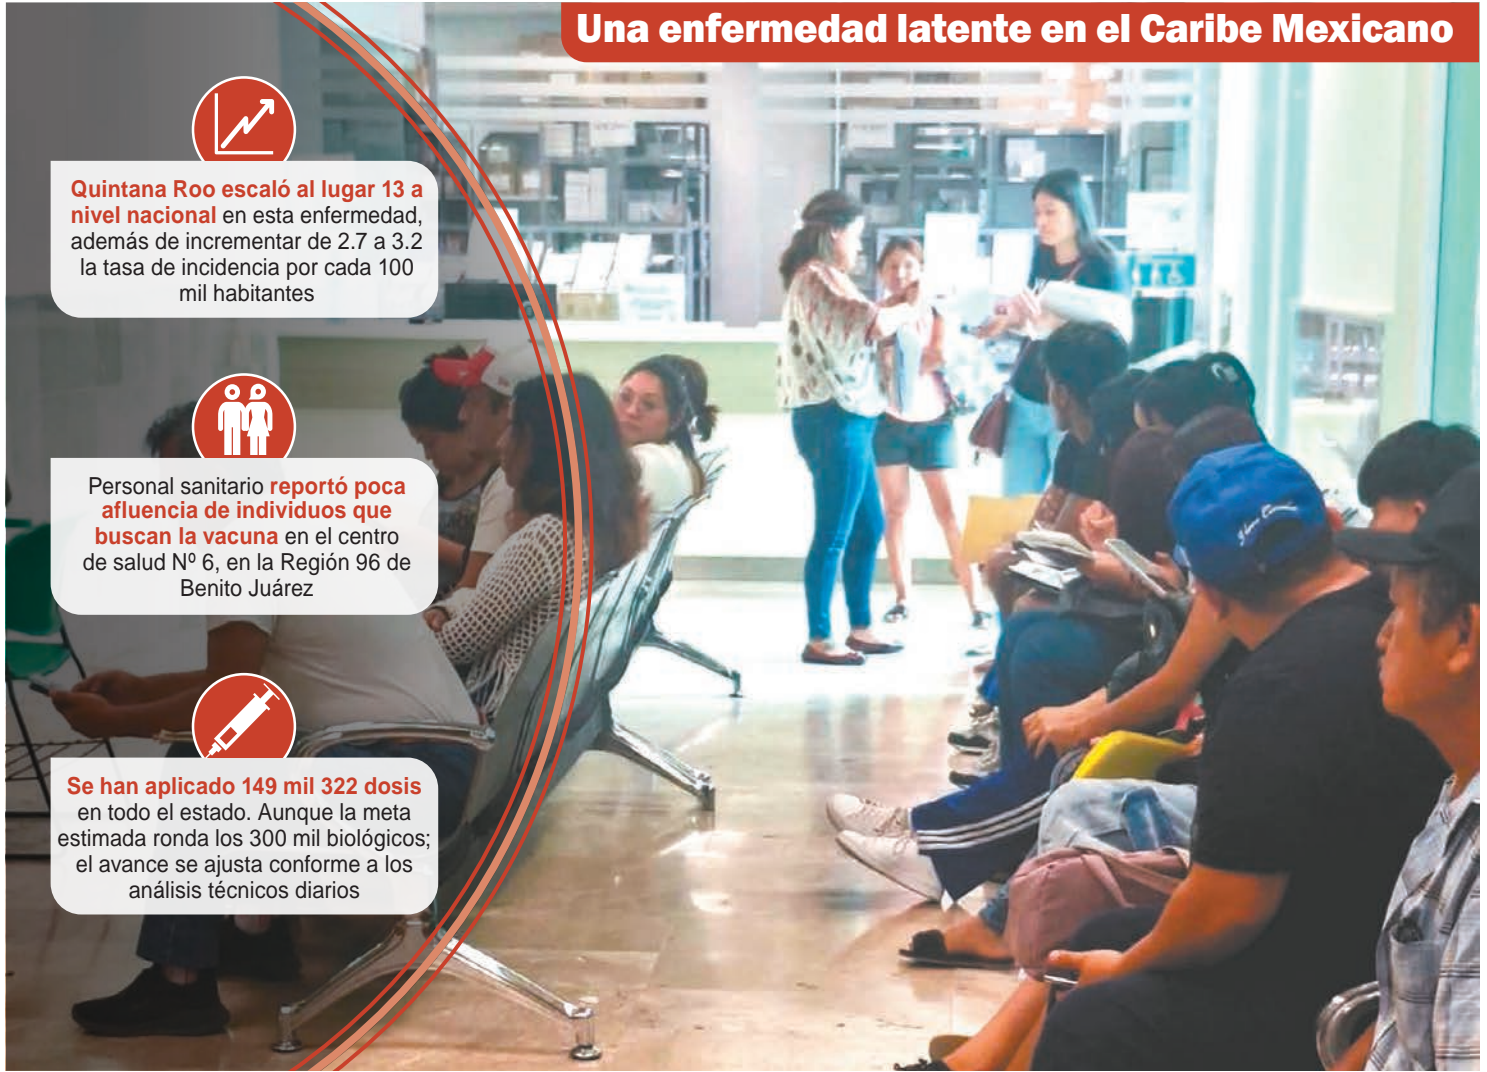 Una enfermedad latente en el Caribe Mexicano
Quintana Roo escaló al lugar 13 a
nivel nacional en esta enfermedad,
además de incrementar de 2.7 a 3.2
la tasa de incidencia por cada 100
mil habitantes
Personal sanitario reportó poca
afluencia de individuos que
buscan la vacuna en el centro
de salud Nº 6, en la Región 96 de
Benito Juárez
Se han aplicado 149 mil 322 dosis
en todo el estado. Aunque la meta
estimada ronda los 300 mil biológicos;
el avance se ajusta conforme a los
análisis técnicos diarios